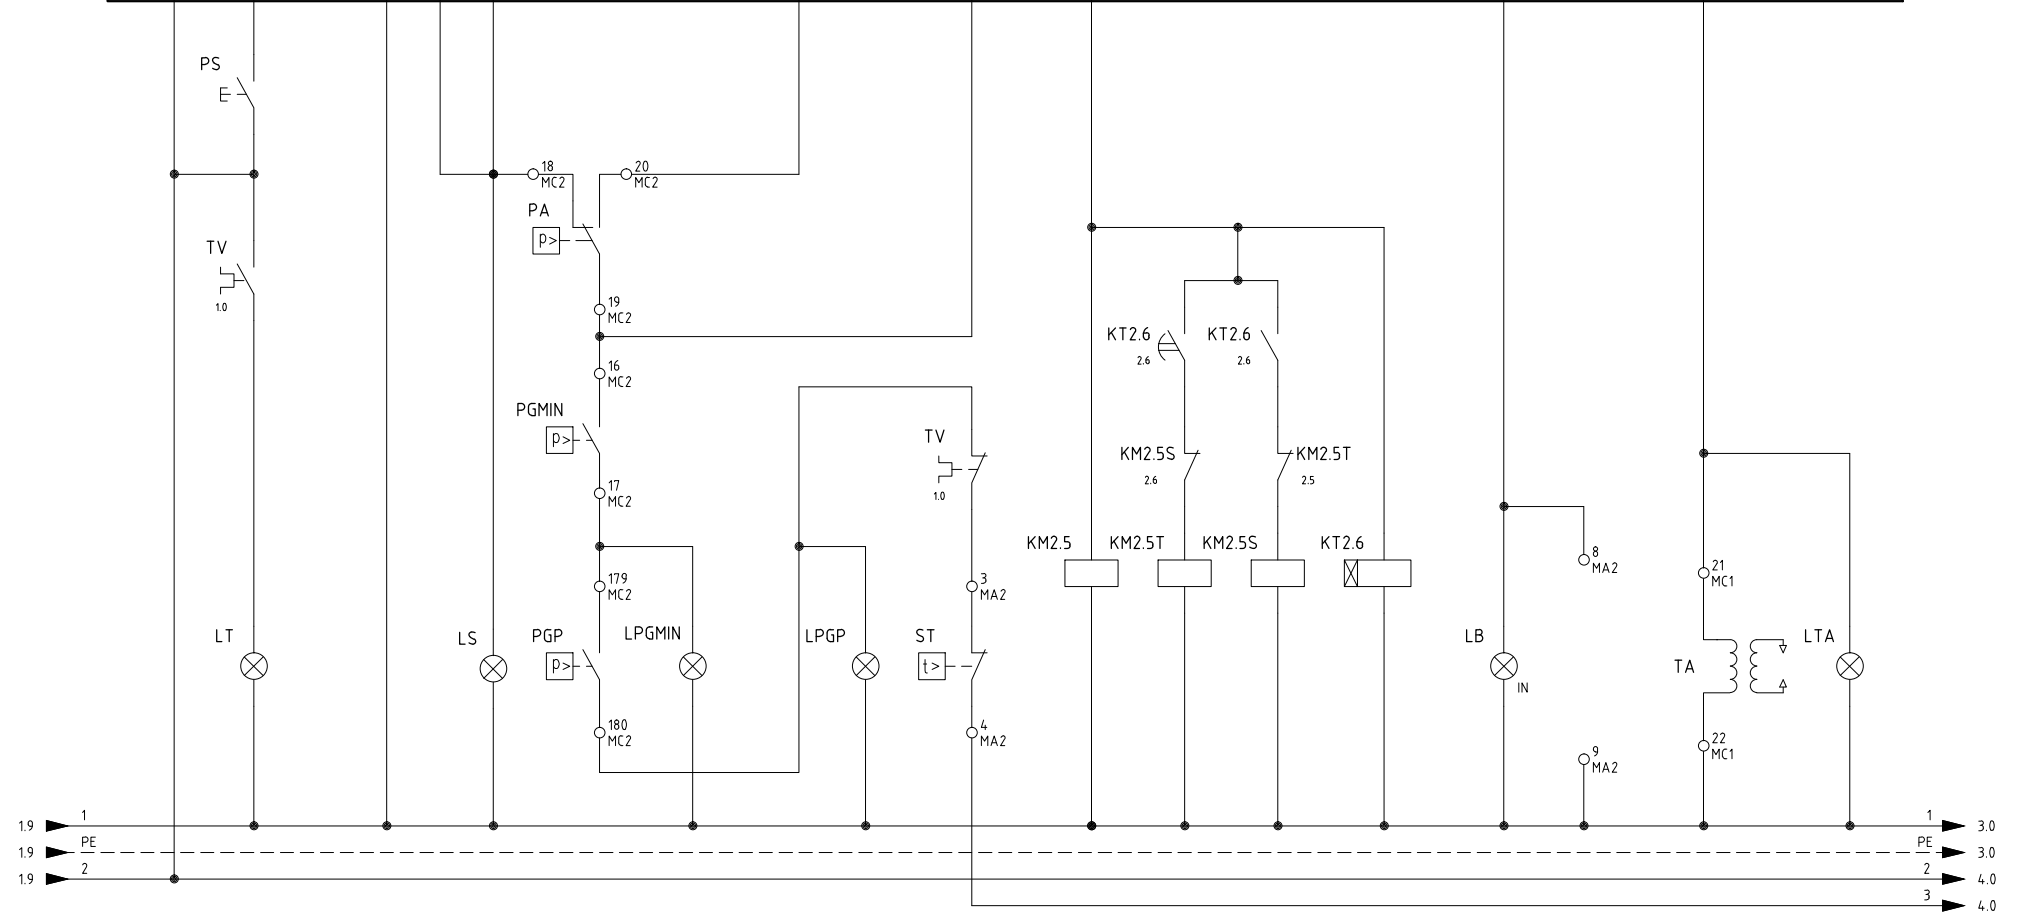 PS
18
MC2
20
MC2
PA
p>
TV
1.0
19
MC2
KT2.6
2.6
KT2.6
2.6
16
MC2
PGMIN
p>
TV
1.0
KM2.5S
2.6
KM2.5T
2.5
17
MC2
KM2.5
KM2.5T
KM2.5S
KT2.6
8
MA2
21
MC1
179
MC2
3
MA2
LT
LS
PGP
p>
LPGMIN
LPGP
ST
t>
LB
IN
TA
LTA
180
MC2
4
MA2
9
MA2
22
MC1
1.9
1
1
3.0
1.9
PE
PE
3.0
1.9
2
2
4.0
3
4.0